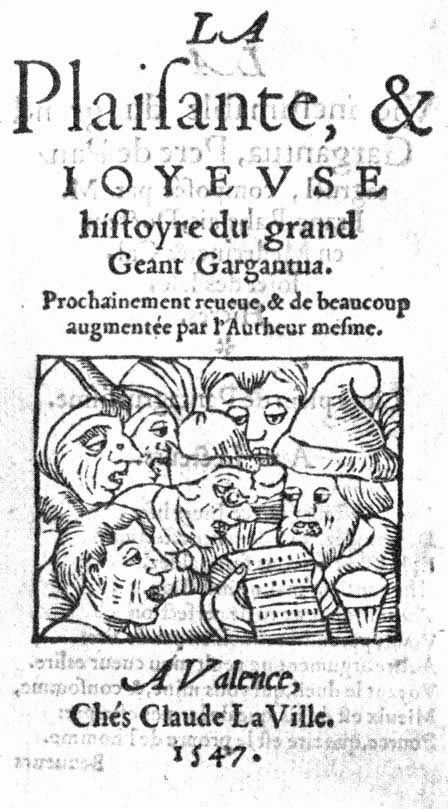 LA
Plaiſante, &
IOYEVSE
hiſtoyre du grand
Geant Gargantua.
Prochainement reueue, & de beaucoup
augmentée par l'Autheur meſme.
A Valence,
Chés Claude La Ville.
1547.